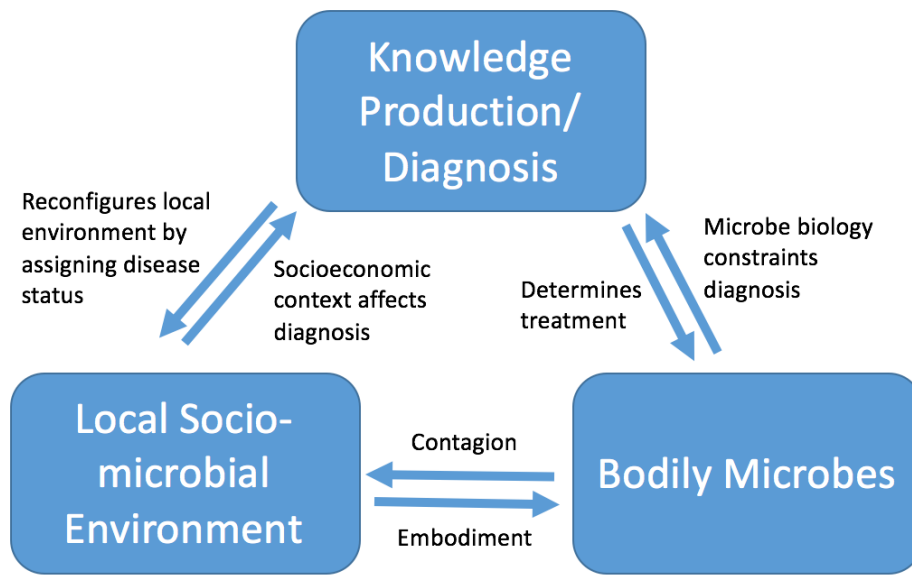 Knowledge
Production/
Diagnosis
Reconfigures local
environment by
assigning disease
status
Socioeconomic
context affects
diagnosis
Determines
treatment
Microbe biology
constraints
diagnosis
Local Socio-
microbial
Environment
Contagion
Embodiment
Bodily Microbes